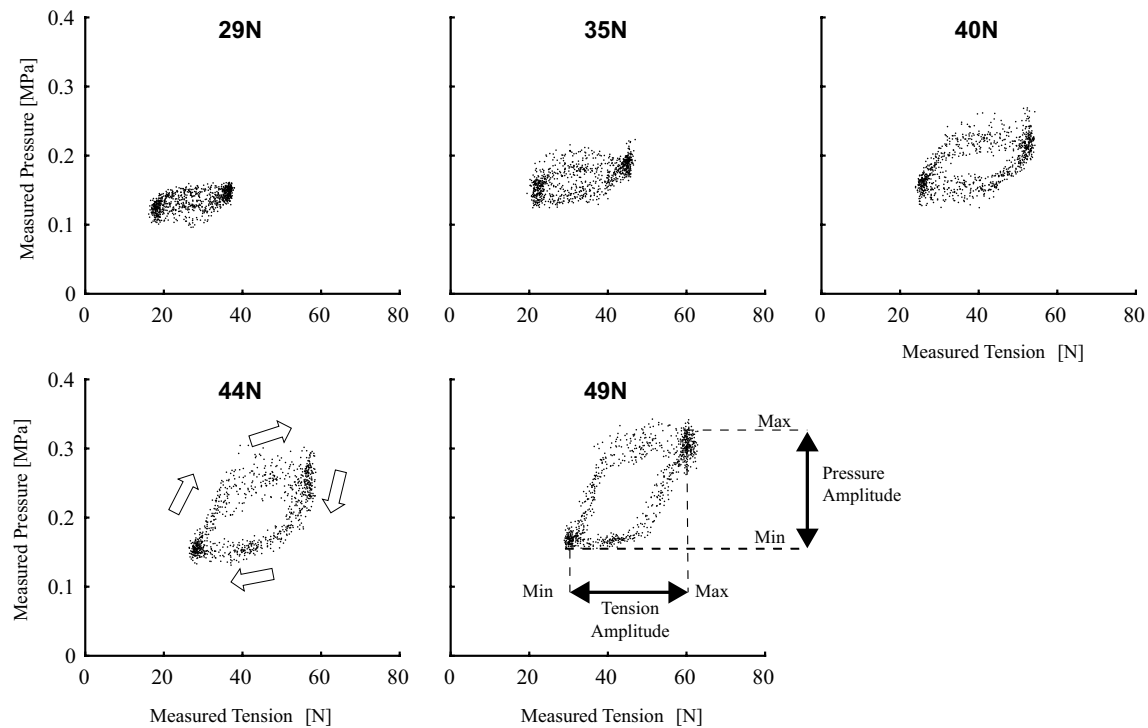 29N
35N
40N
Measured Pressure [MPa]
0.4
0.3
0.2
0.1
0
0 20 40 60 80
0 20 40 60 80
0 20 40 60 80
Measured Tension [N]
44N
49N
Measured Pressure [MPa]
0.4
0.3
0.2
0.1
0
Max
Pressure
Amplitude
Min
Min
Max
Tension
Amplitude
0 20 40 60 80
0 20 40 60 80
Measured Tension [N]
Measured Tension [N]